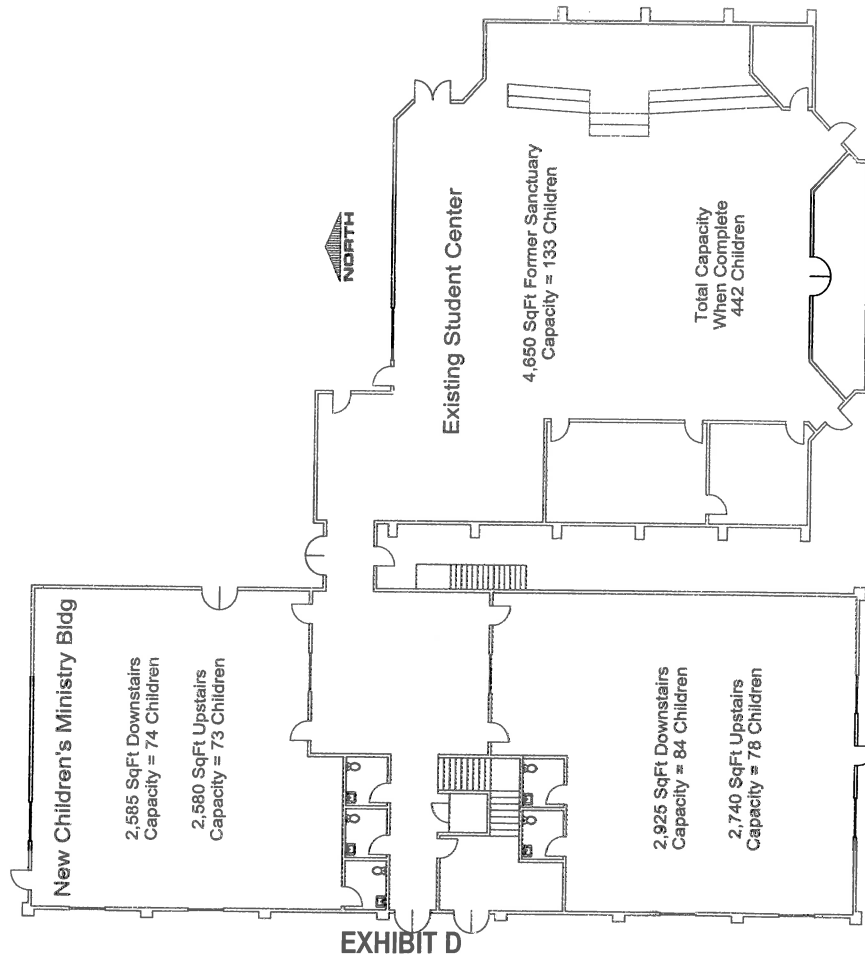 New Children's Ministry Bldg
2,585 SqFt Downstairs
Capacity = 74 Children
2,580 SqFt Upstairs
Capacity = 73 Children
2,925 SqFt Downstairs
Capacity = 84 Children
2,740 SqFt Upstairs
Capacity = 78 Children
NORTH
Existing Student Center
4,650 SqFt Former Sanctuary
Capacity = 133 Children
Total Capacity
When Complete
442 Children
EXHIBIT D